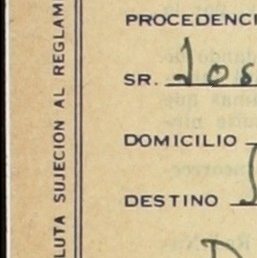 LUTA SUJECION AL REGLAM
PROCEDENCI
SR. Jos
DOMICILIO
DESTINO